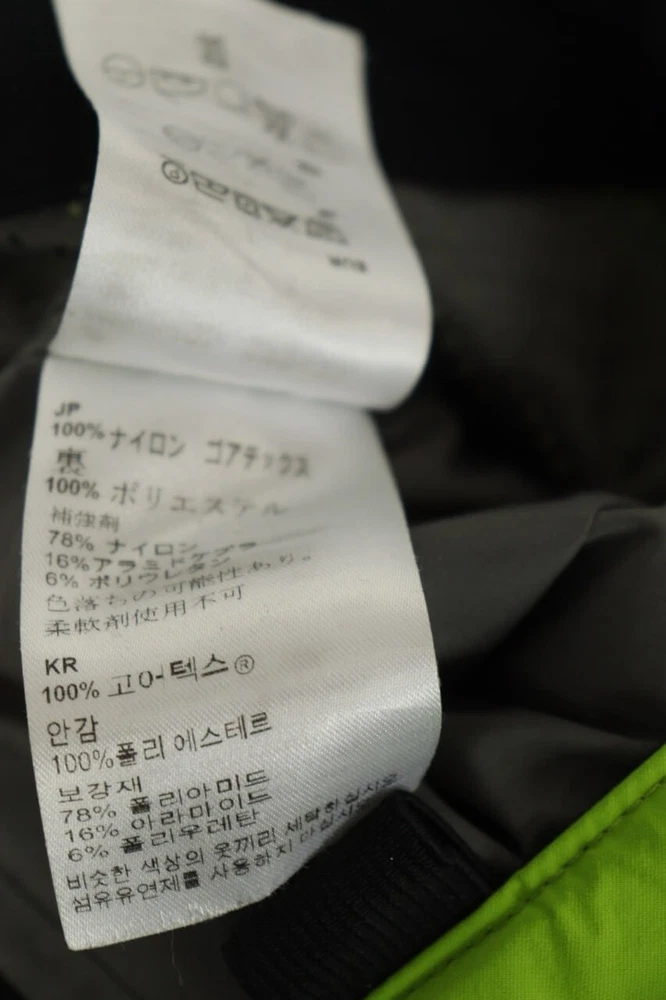 JP
100% ナイロン ゴアテックス
裏
100% ポリエステル
補強剤
78% ナイロン
16% アラミドケブラー
6% ポリウレタン
色落ちの可能性あり。
柔軟剤使用不可
KR
100% 고어-텍스®
안감
100% 폴리 에스테르
보강재
78% 폴리아미드
16% 아라마이드
6% 폴리우레탄
비슷한 색상의 옷끼리 세탁하십시오
섬유유연제를 사용하지 마십시오